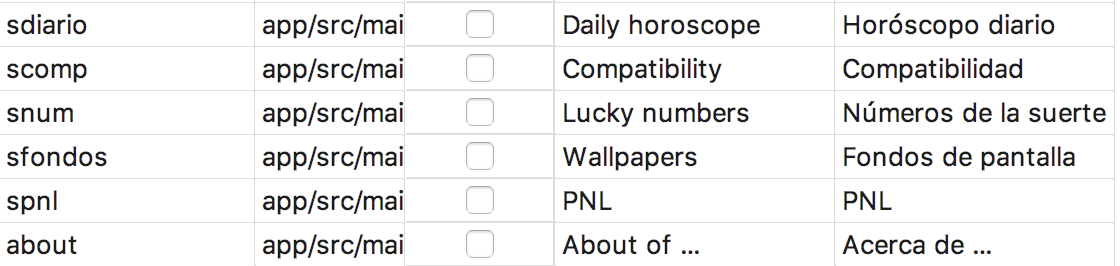 sdiario app/src/mai Daily horoscope Horóscopo diario
scomp app/src/mai Compatibility Compatibilidad
snum app/src/mai Lucky numbers Números de la suerte
sfondos app/src/mai Wallpapers Fondos de pantalla
spnl app/src/mai PNL PNL
about app/src/mai About of ... Acerca de ...